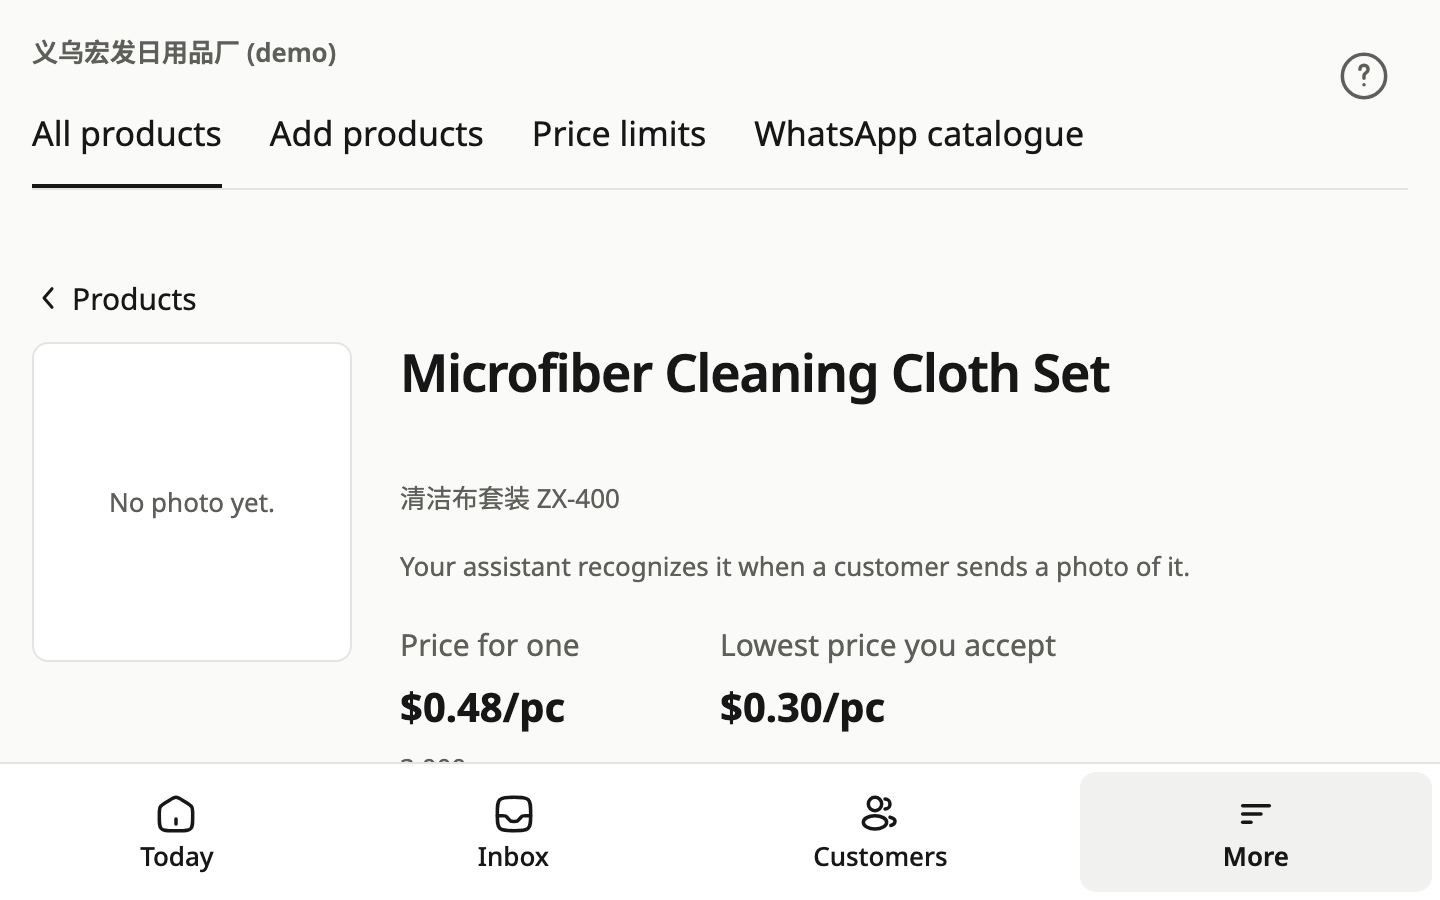 义乌宏发日用品厂 (demo)
All products
Add products
Price limits
WhatsApp catalogue
Products
No photo yet.
Microfiber Cleaning Cloth Set
清洁布套装 ZX-400
Your assistant recognizes it when a customer sends a photo of it.
Price for one
Lowest price you accept
$0.48/pc
$0.30/pc
Today
Inbox
Customers
More